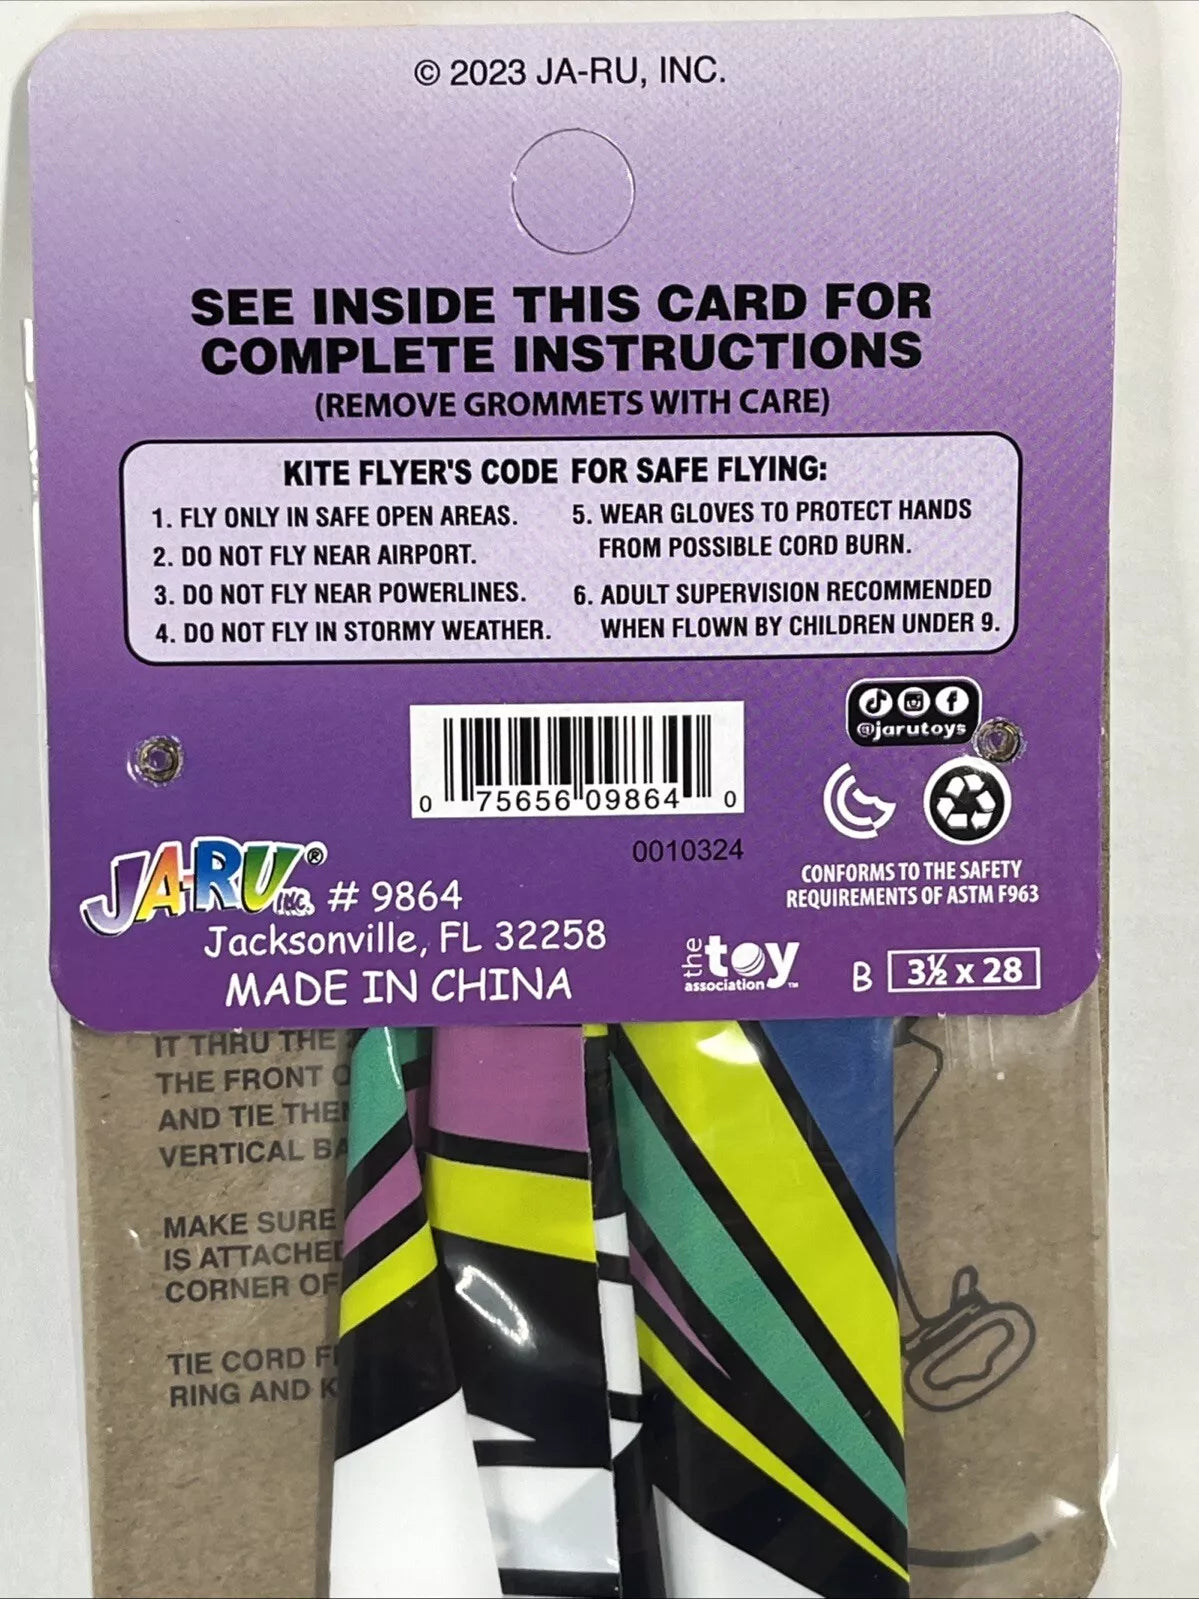 © 2023 JA-RU, INC.
SEE INSIDE THIS CARD FOR
COMPLETE INSTRUCTIONS
(REMOVE GROMMETS WITH CARE)
KITE FLYER'S CODE FOR SAFE FLYING:
1. FLY ONLY IN SAFE OPEN AREAS.
2. DO NOT FLY NEAR AIRPORT.
3. DO NOT FLY NEAR POWERLINES.
4. DO NOT FLY IN STORMY WEATHER.
5. WEAR GLOVES TO PROTECT HANDS
FROM POSSIBLE CORD BURN.
6. ADULT SUPERVISION RECOMMENDED
WHEN FLOWN BY CHILDREN UNDER 9.
@jarutoys
0 75656 09864 0
0010324
CONFORMS TO THE SAFETY
REQUIREMENTS OF ASTM F963
JA-RU® INC. # 9864
Jacksonville, FL 32258
MADE IN CHINA
the toy association™
B 3½ x 28
IT THRU THE
THE FRONT
AND TIE
VERTICAL
MAKE SURE
IS
CORNER OF
TIE CORD
RING AND